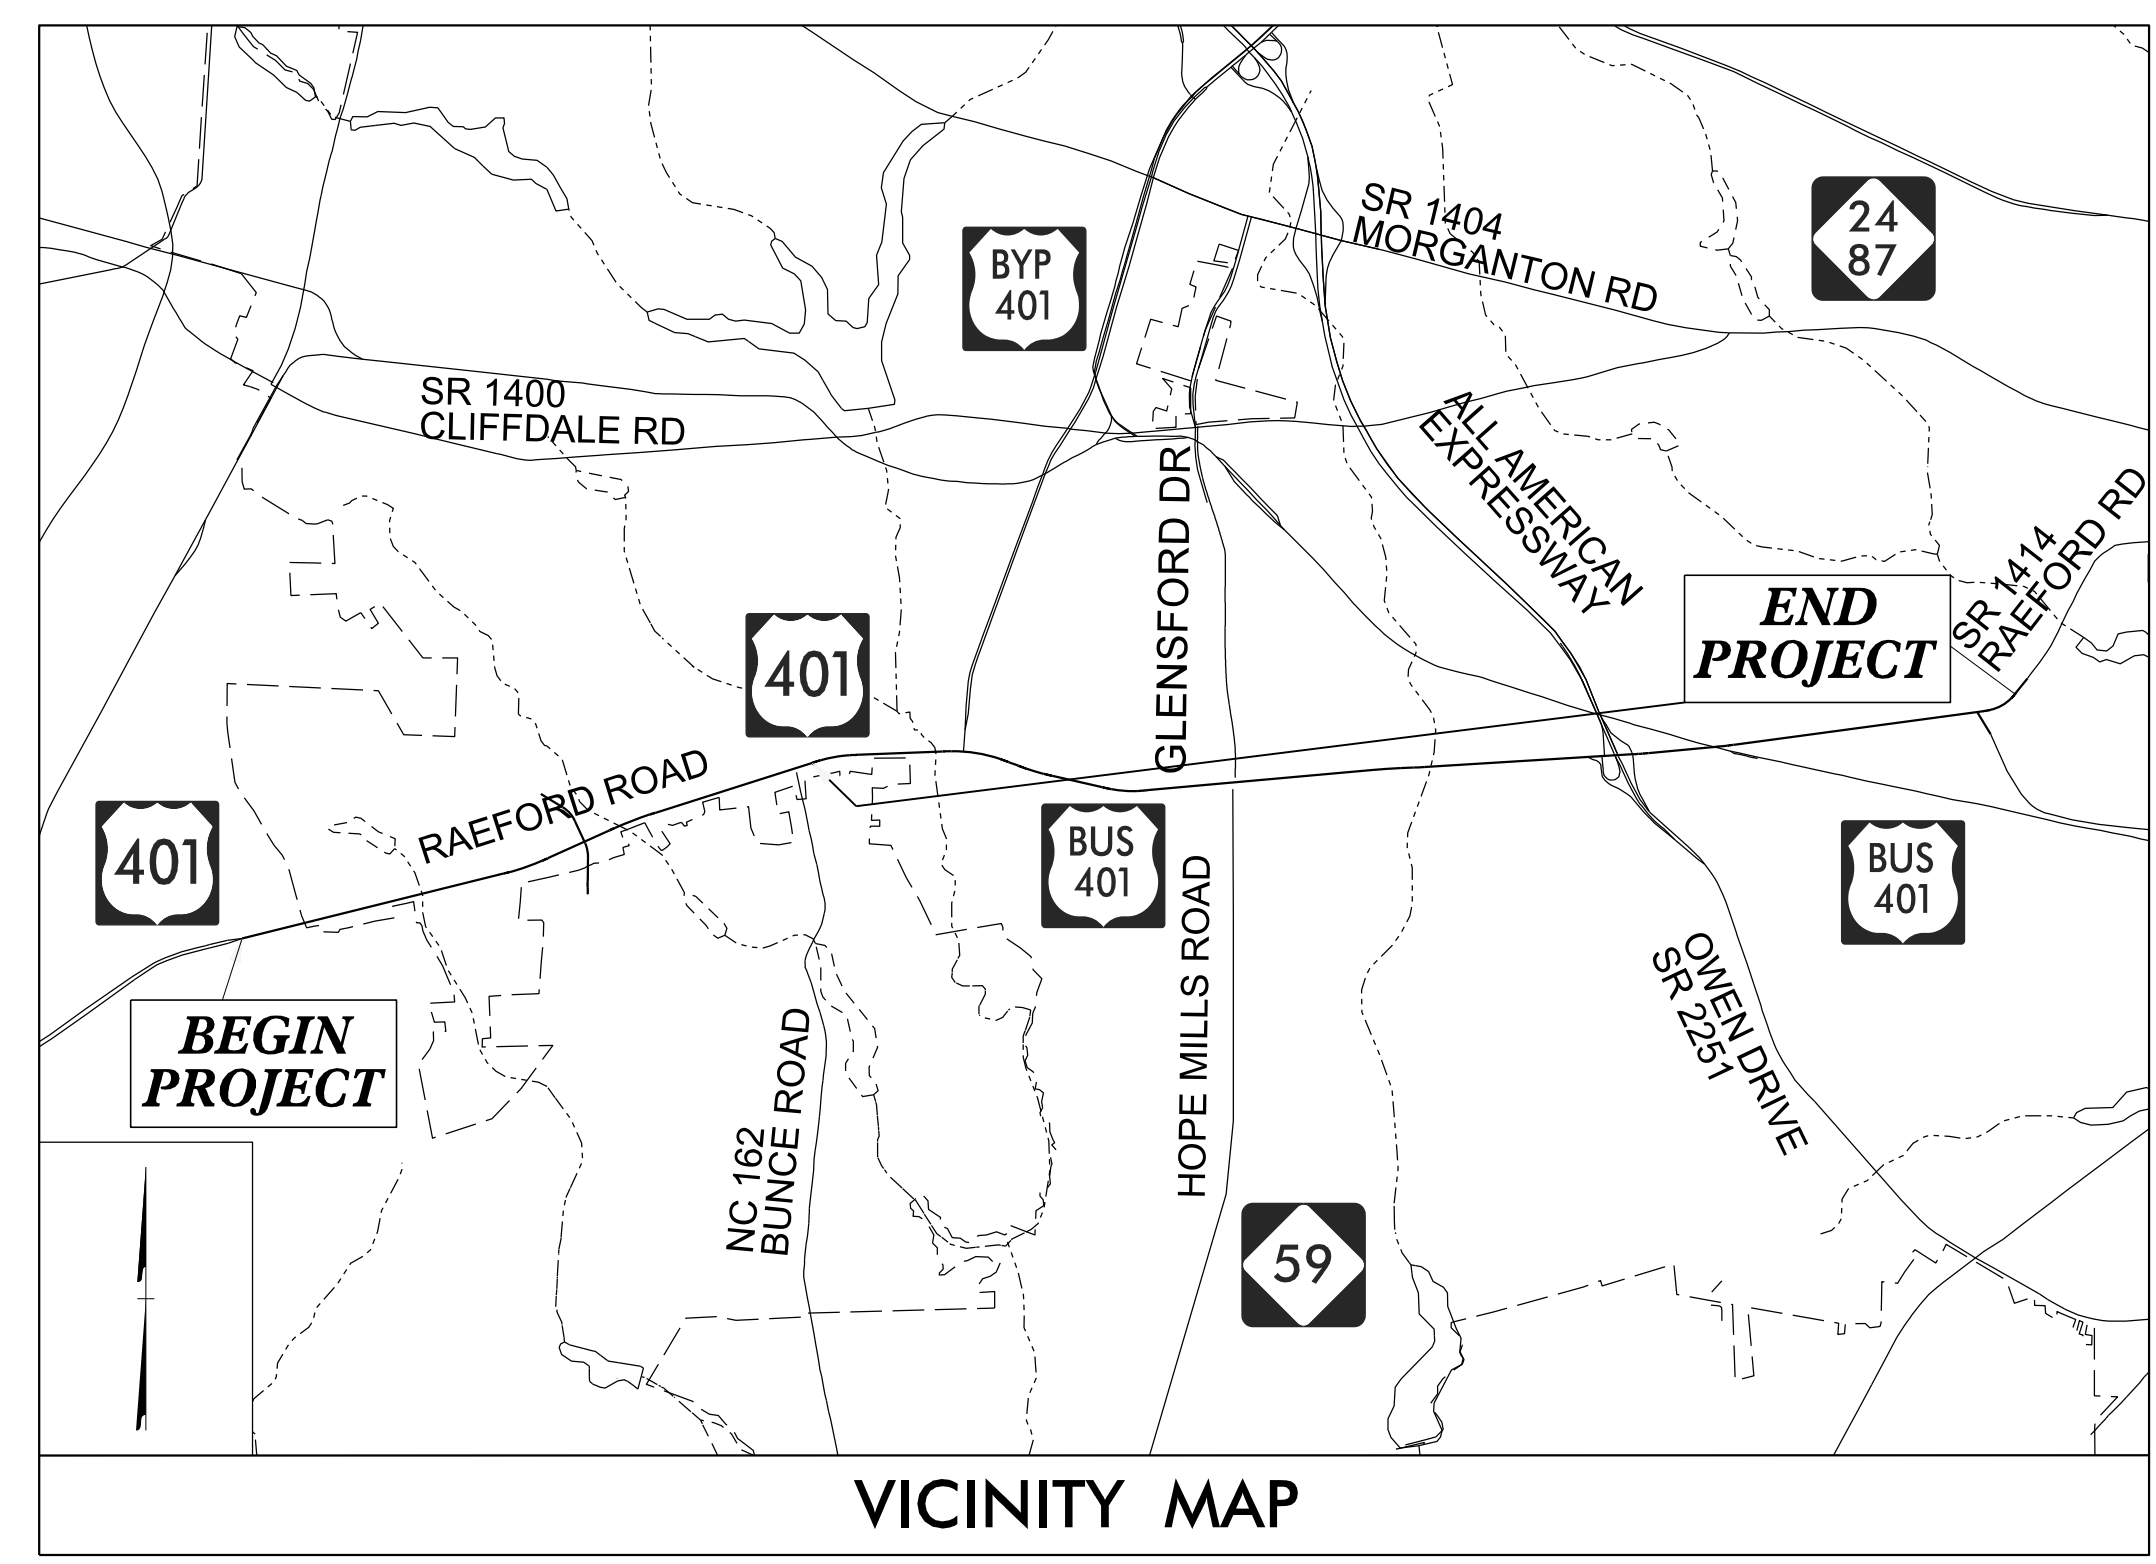 SR 1404
MORGANTON RD
24
87
BYP
401
SR 1400
CLIFFDALE RD
ALL AMERICAN
EXPRESSWAY
GLENSFORD DR
SR 1414
RAEFORD RD
END
PROJECT
401
RAEFORD ROAD
401
BUS
401
BUS
401
HOPE MILLS ROAD
OWEN DRIVE
SR 2251
BEGIN
PROJECT
NC 162
BUNCE ROAD
59
VICINITY MAP